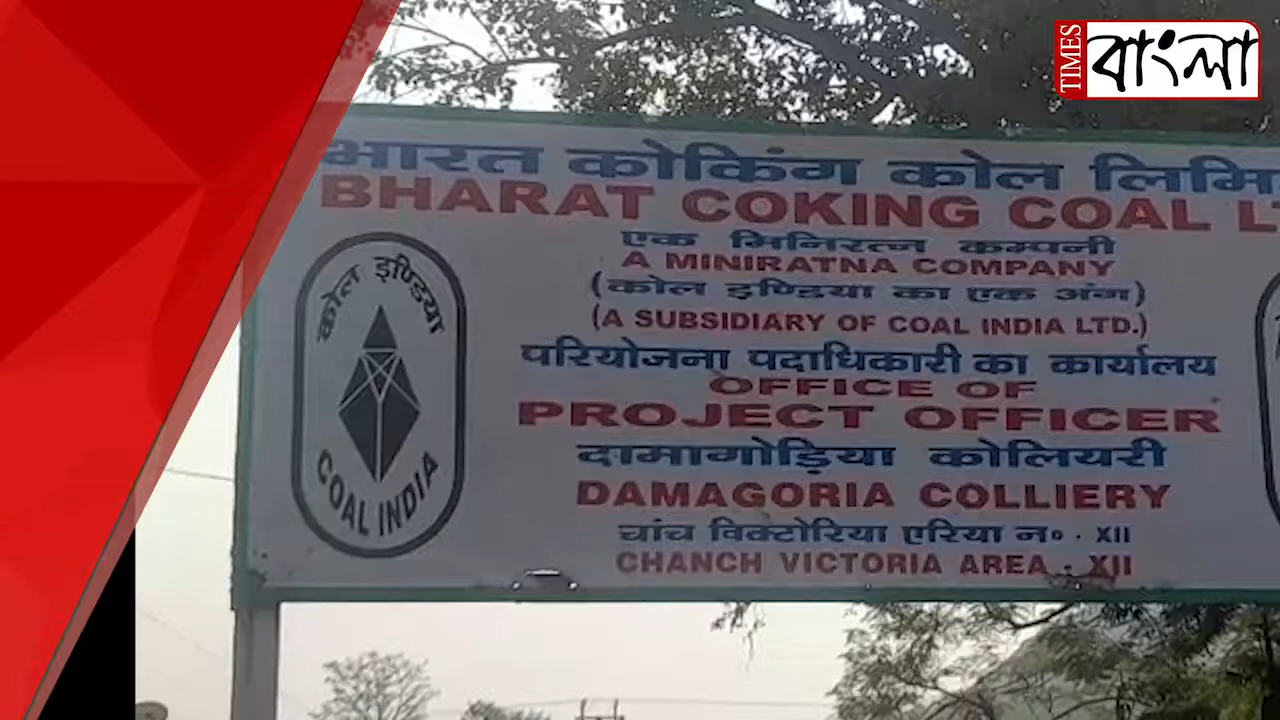 TIMES
বাংলা
भारत कोकिंग कोल
BHARAT COKING COAL
एक मिनिरत्न कम्पनी
A MINIRATNA COMPANY
(कोल इण्डिया का एक अंग)
(A SUBSIDIARY OF COAL INDIA LTD.)
परियोजना पदाधिकारी का कार्यालय
OFFICE OF
PROJECT OFFICER
दामागोड़िया कोलियरी
DAMAGORIA COLLIERY
चांच विक्टोरिया एरिया न० · XII
CHANCH VICTORIA AREA · XII
कोल इण्डिया
COAL INDIA